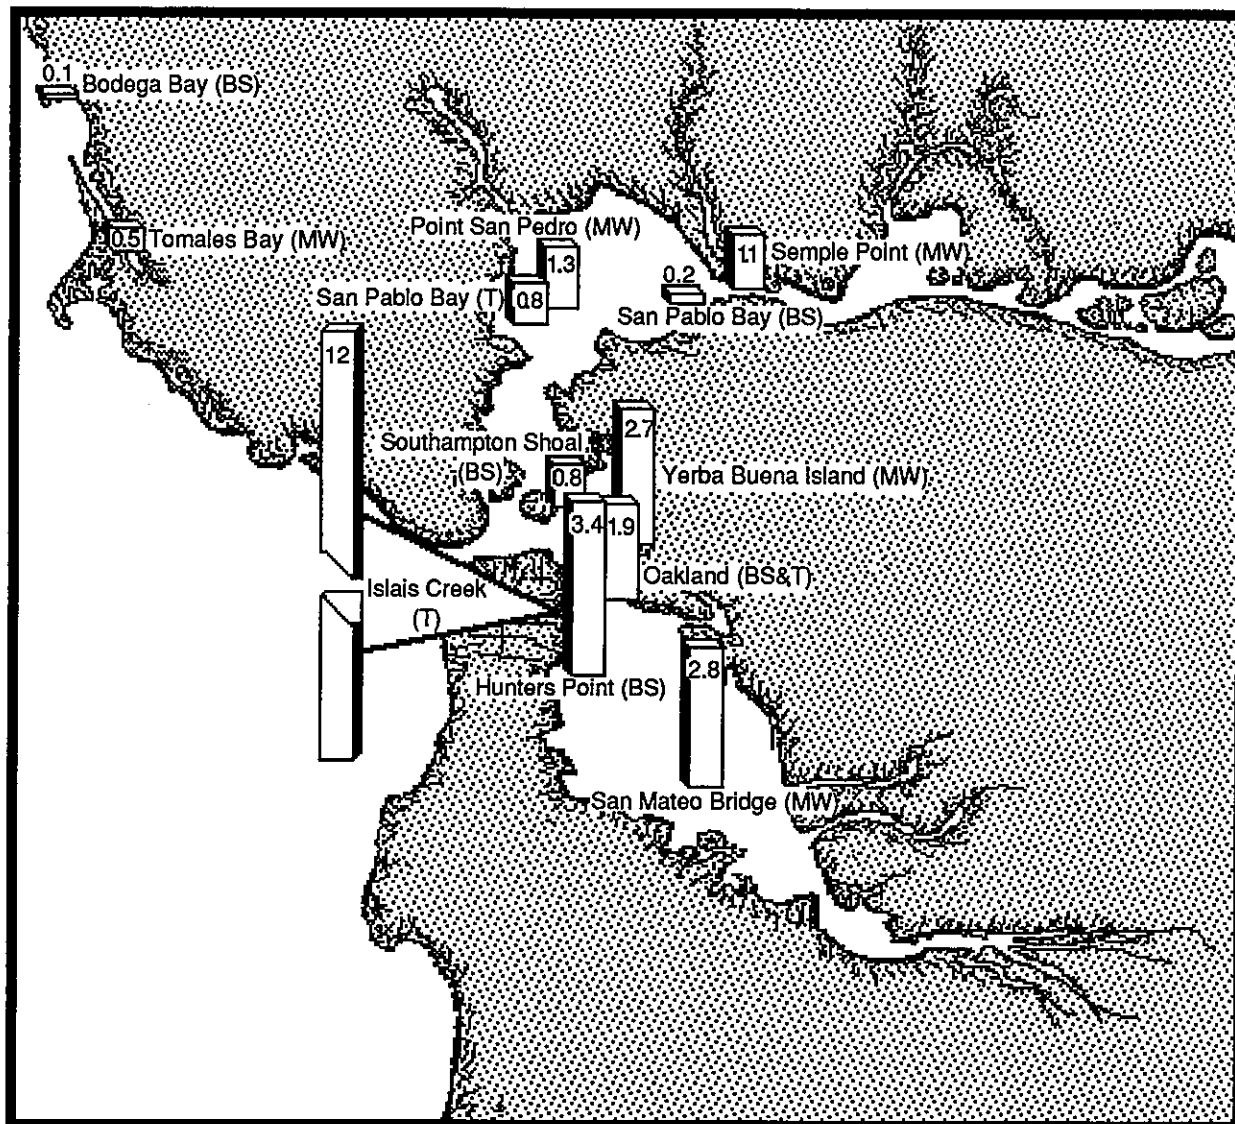 0.1
Bodega Bay (BS)
0.5 Tomales Bay (MW)
Point San Pedro (MW)
1.3
San Pablo Bay (T)
0.8
1.1
Semple Point (MW)
0.2
San Pablo Bay (BS)
12
Southampton Shoal
(BS)
0.8
2.7
Yerba Buena Island (MW)
3.4
1.9
Oakland (BS&T)
Islais Creek
(T)
Hunters Point (BS)
2.8
San Mateo Bridge (MW)